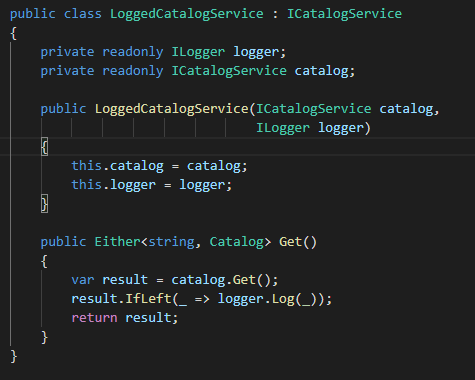 public class LoggedCatalogService : ICatalogService
{
    private readonly ILogger logger;
    private readonly ICatalogService catalog;

    public LoggedCatalogService(ICatalogService catalog,
                                ILogger logger)
    {
        this.catalog = catalog;
        this.logger = logger;
    }

    public Either<string, Catalog> Get()
    {
        var result = catalog.Get();
        result.IfLeft(_ => logger.Log(_));
        return result;
    }
}